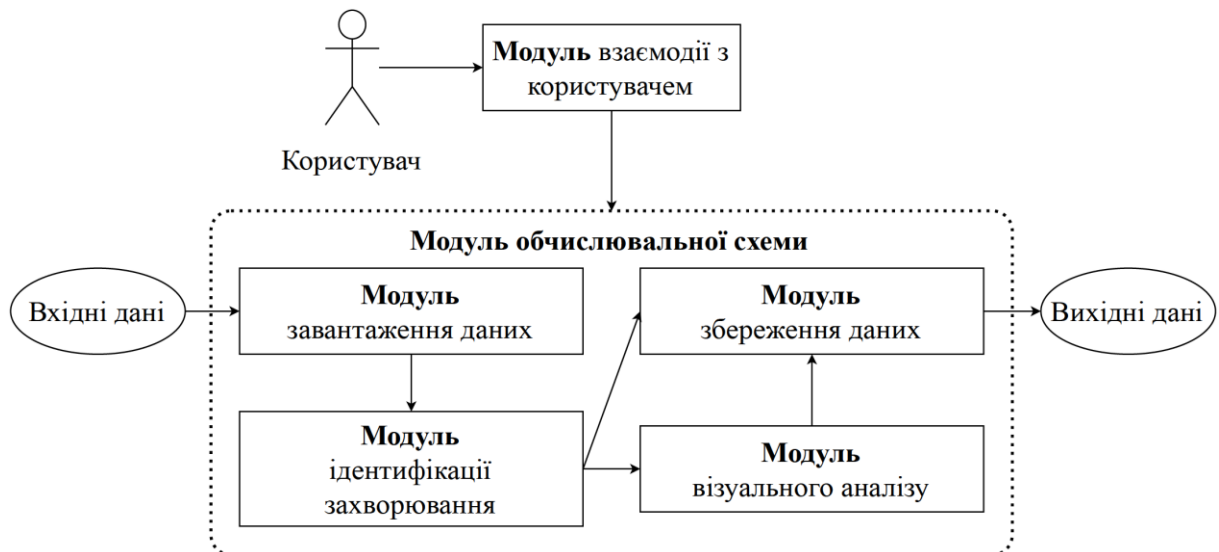 Модуль взаємодії з
користувачем
Користувач
Модуль обчислювальної схеми
Вхідні дані
Модуль
завантаження даних
Модуль
збереження даних
Вихідні дані
Модуль
ідентифікації
захворювання
Модуль
візуального аналізу